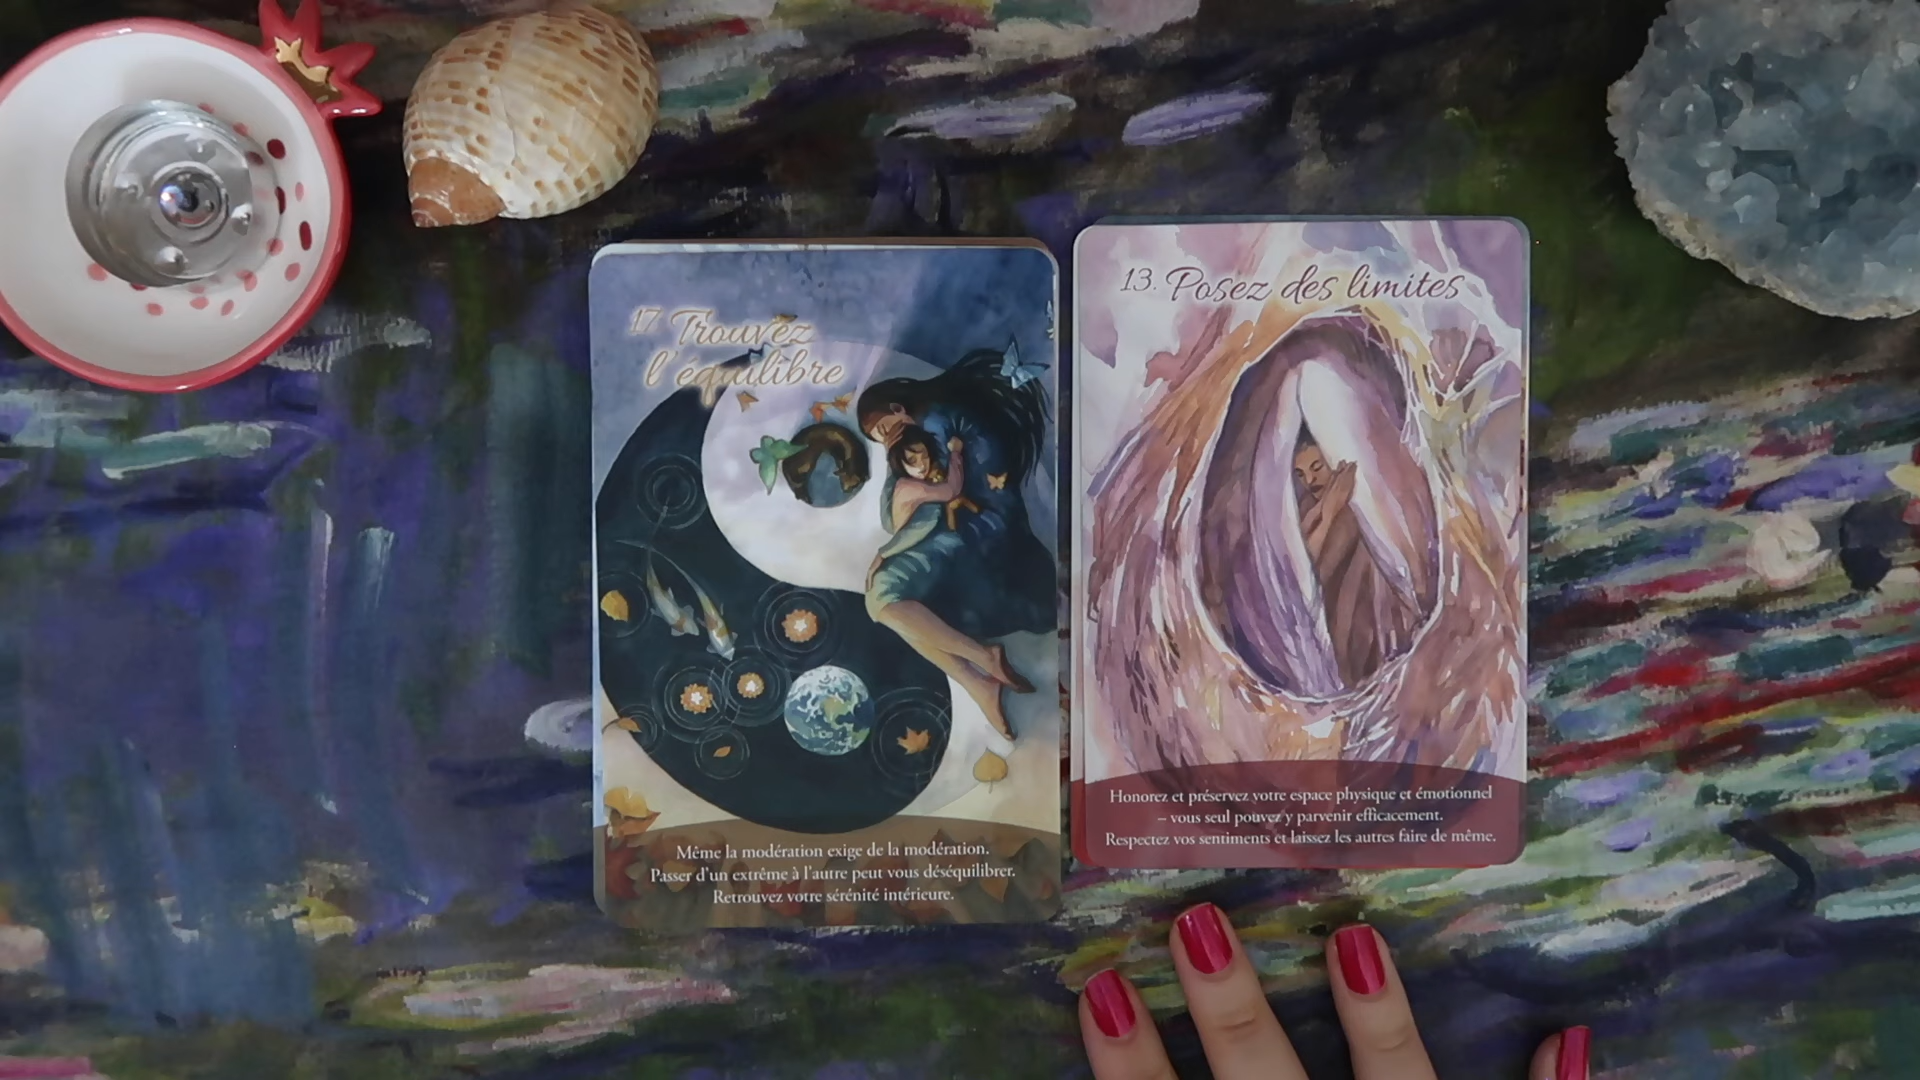 17 Trouvez
l'équilibre
Même la modération exige de la modération.
Passer d'un extrême à l'autre peut vous déséquilibrer.
Retrouvez votre sérénité intérieure.
13. Posez des limites
Honorez et préservez votre espace physique et émotionnel
– vous seul pouvez y parvenir efficacement.
Respectez vos sentiments et laissez les autres faire de même.